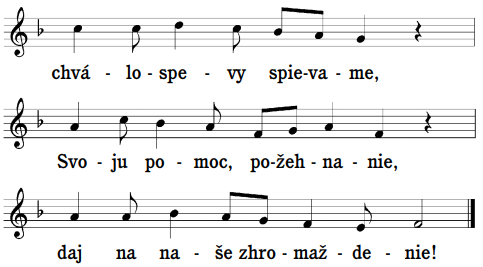 chvá - lo - spe - vy spie-va - me,
Svo - ju po - moc, po-žeh - na - nie,
daj na na - še zhro - maž - de - nie!